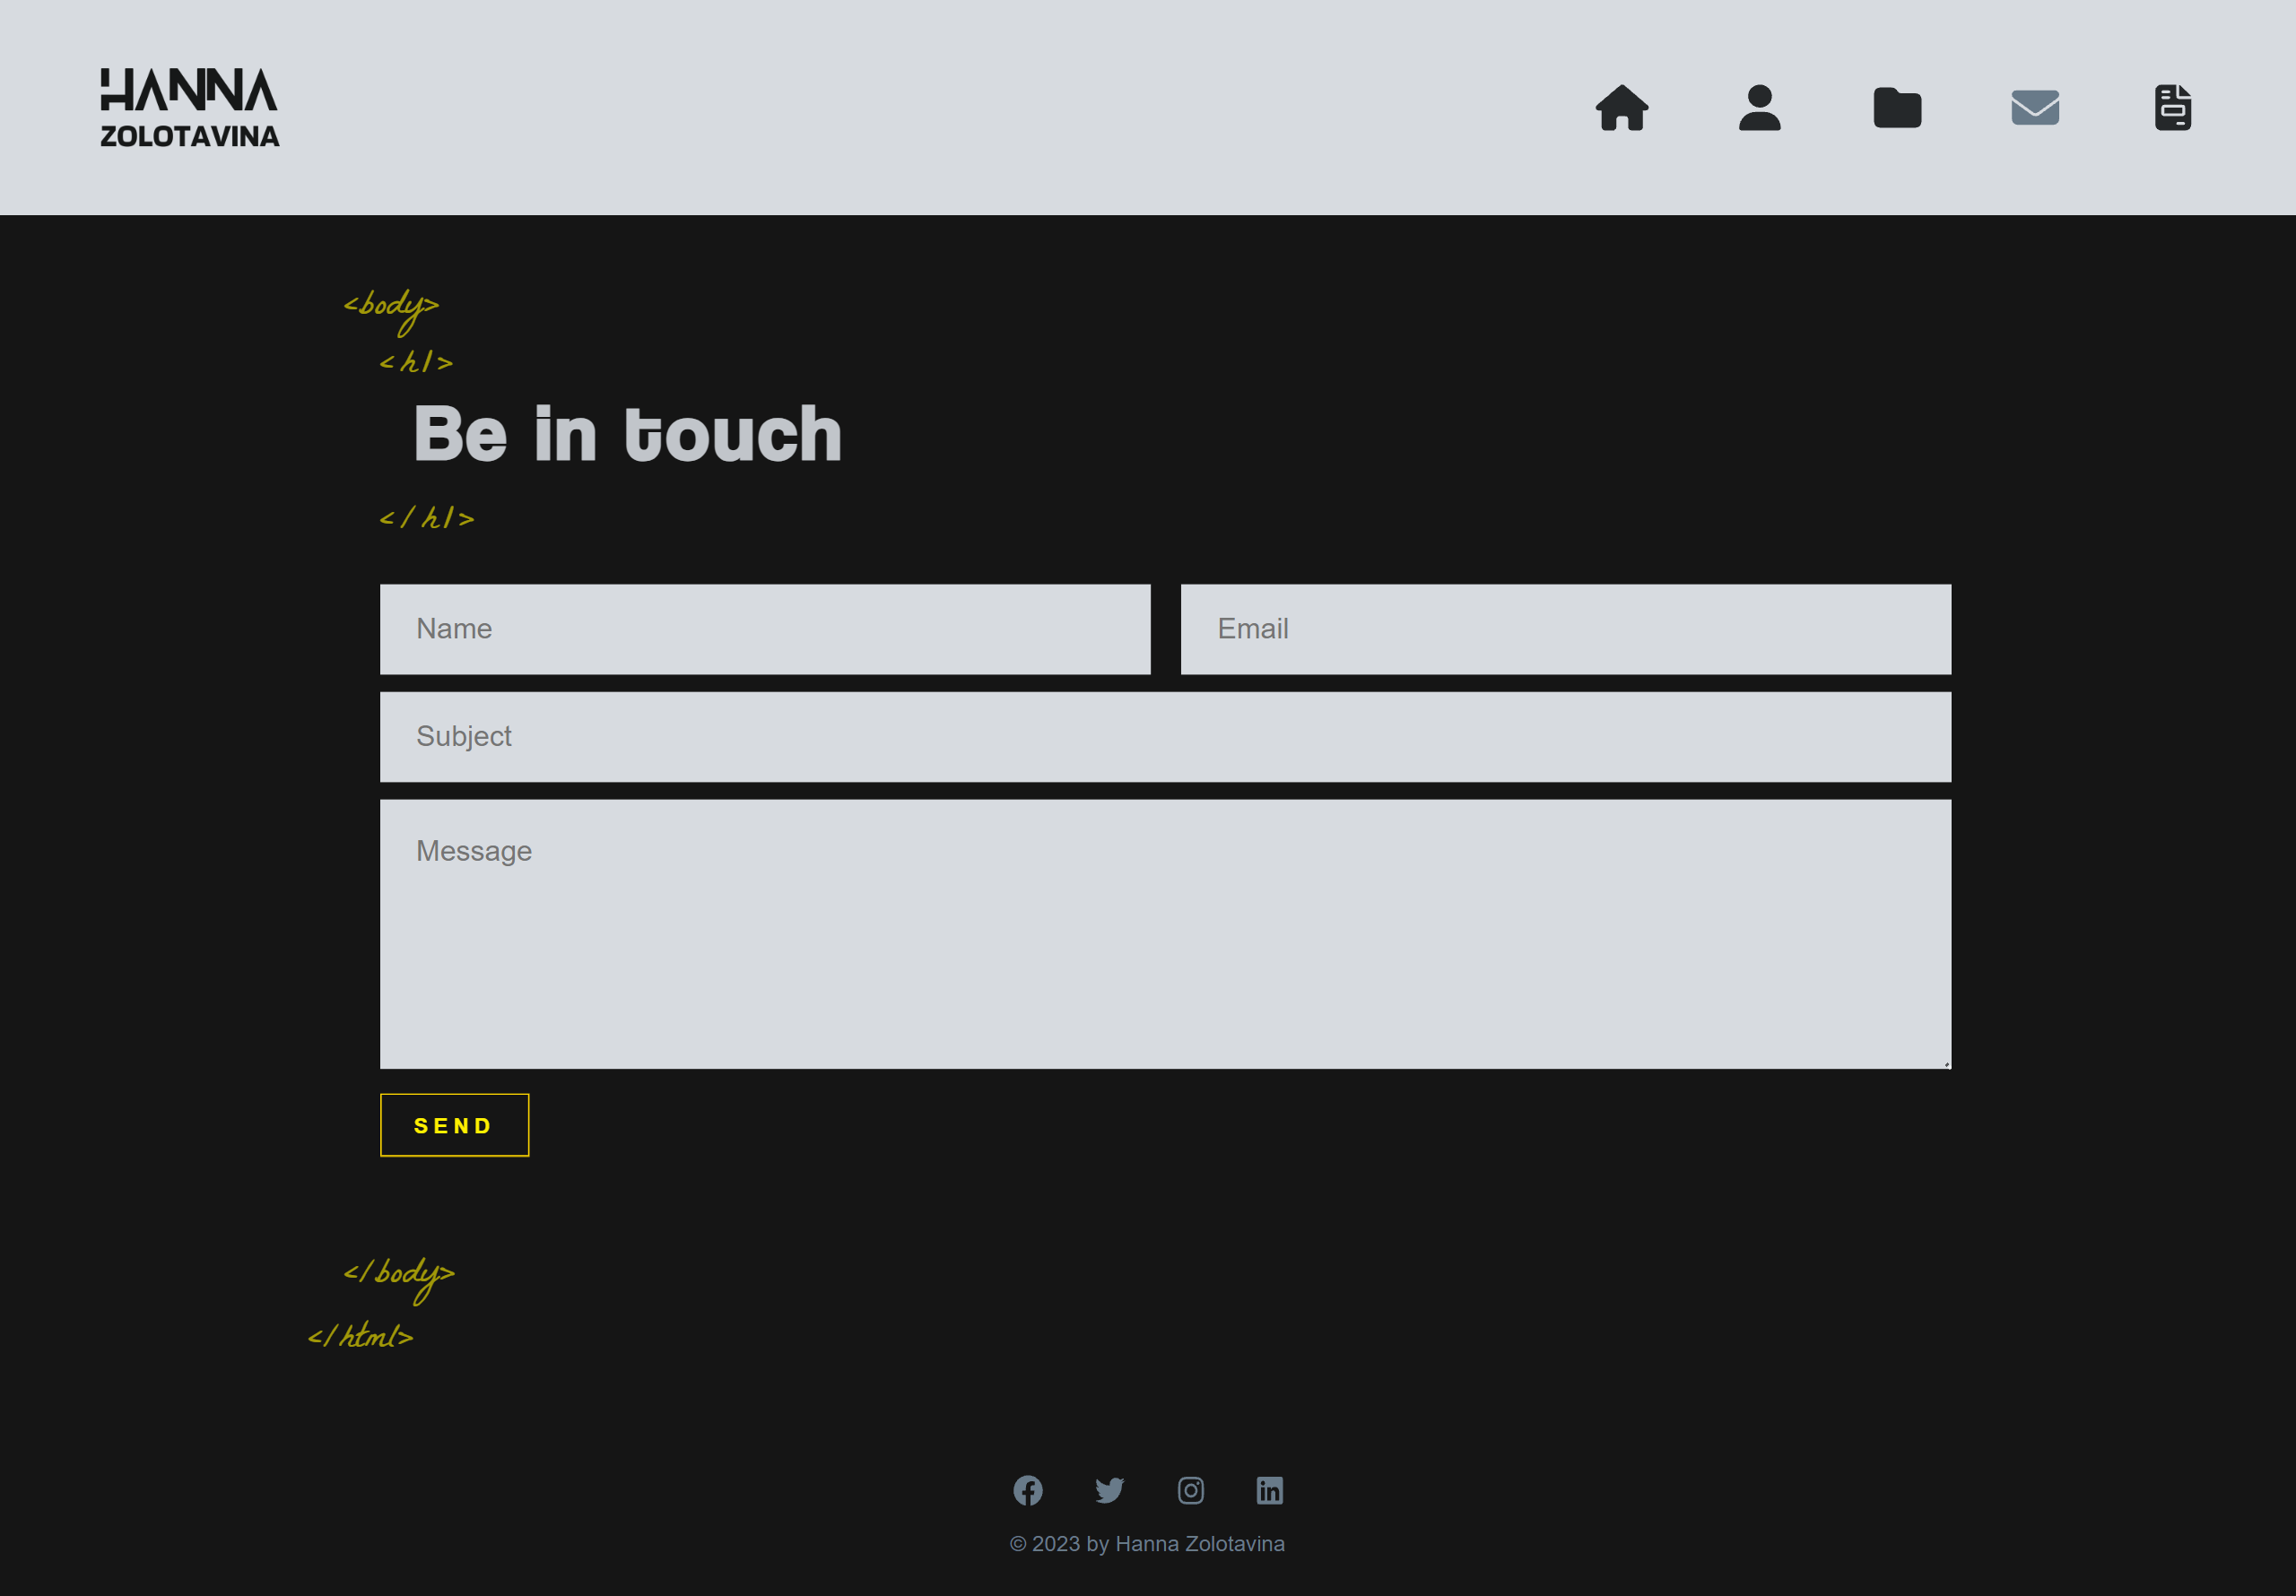 HANNA
ZOLOTAVINA
<body>
<h1>
Be in touch
</h1>
Name
Email
Subject
Message
SEND
</body>
</html>
© 2023 by Hanna Zolotavina